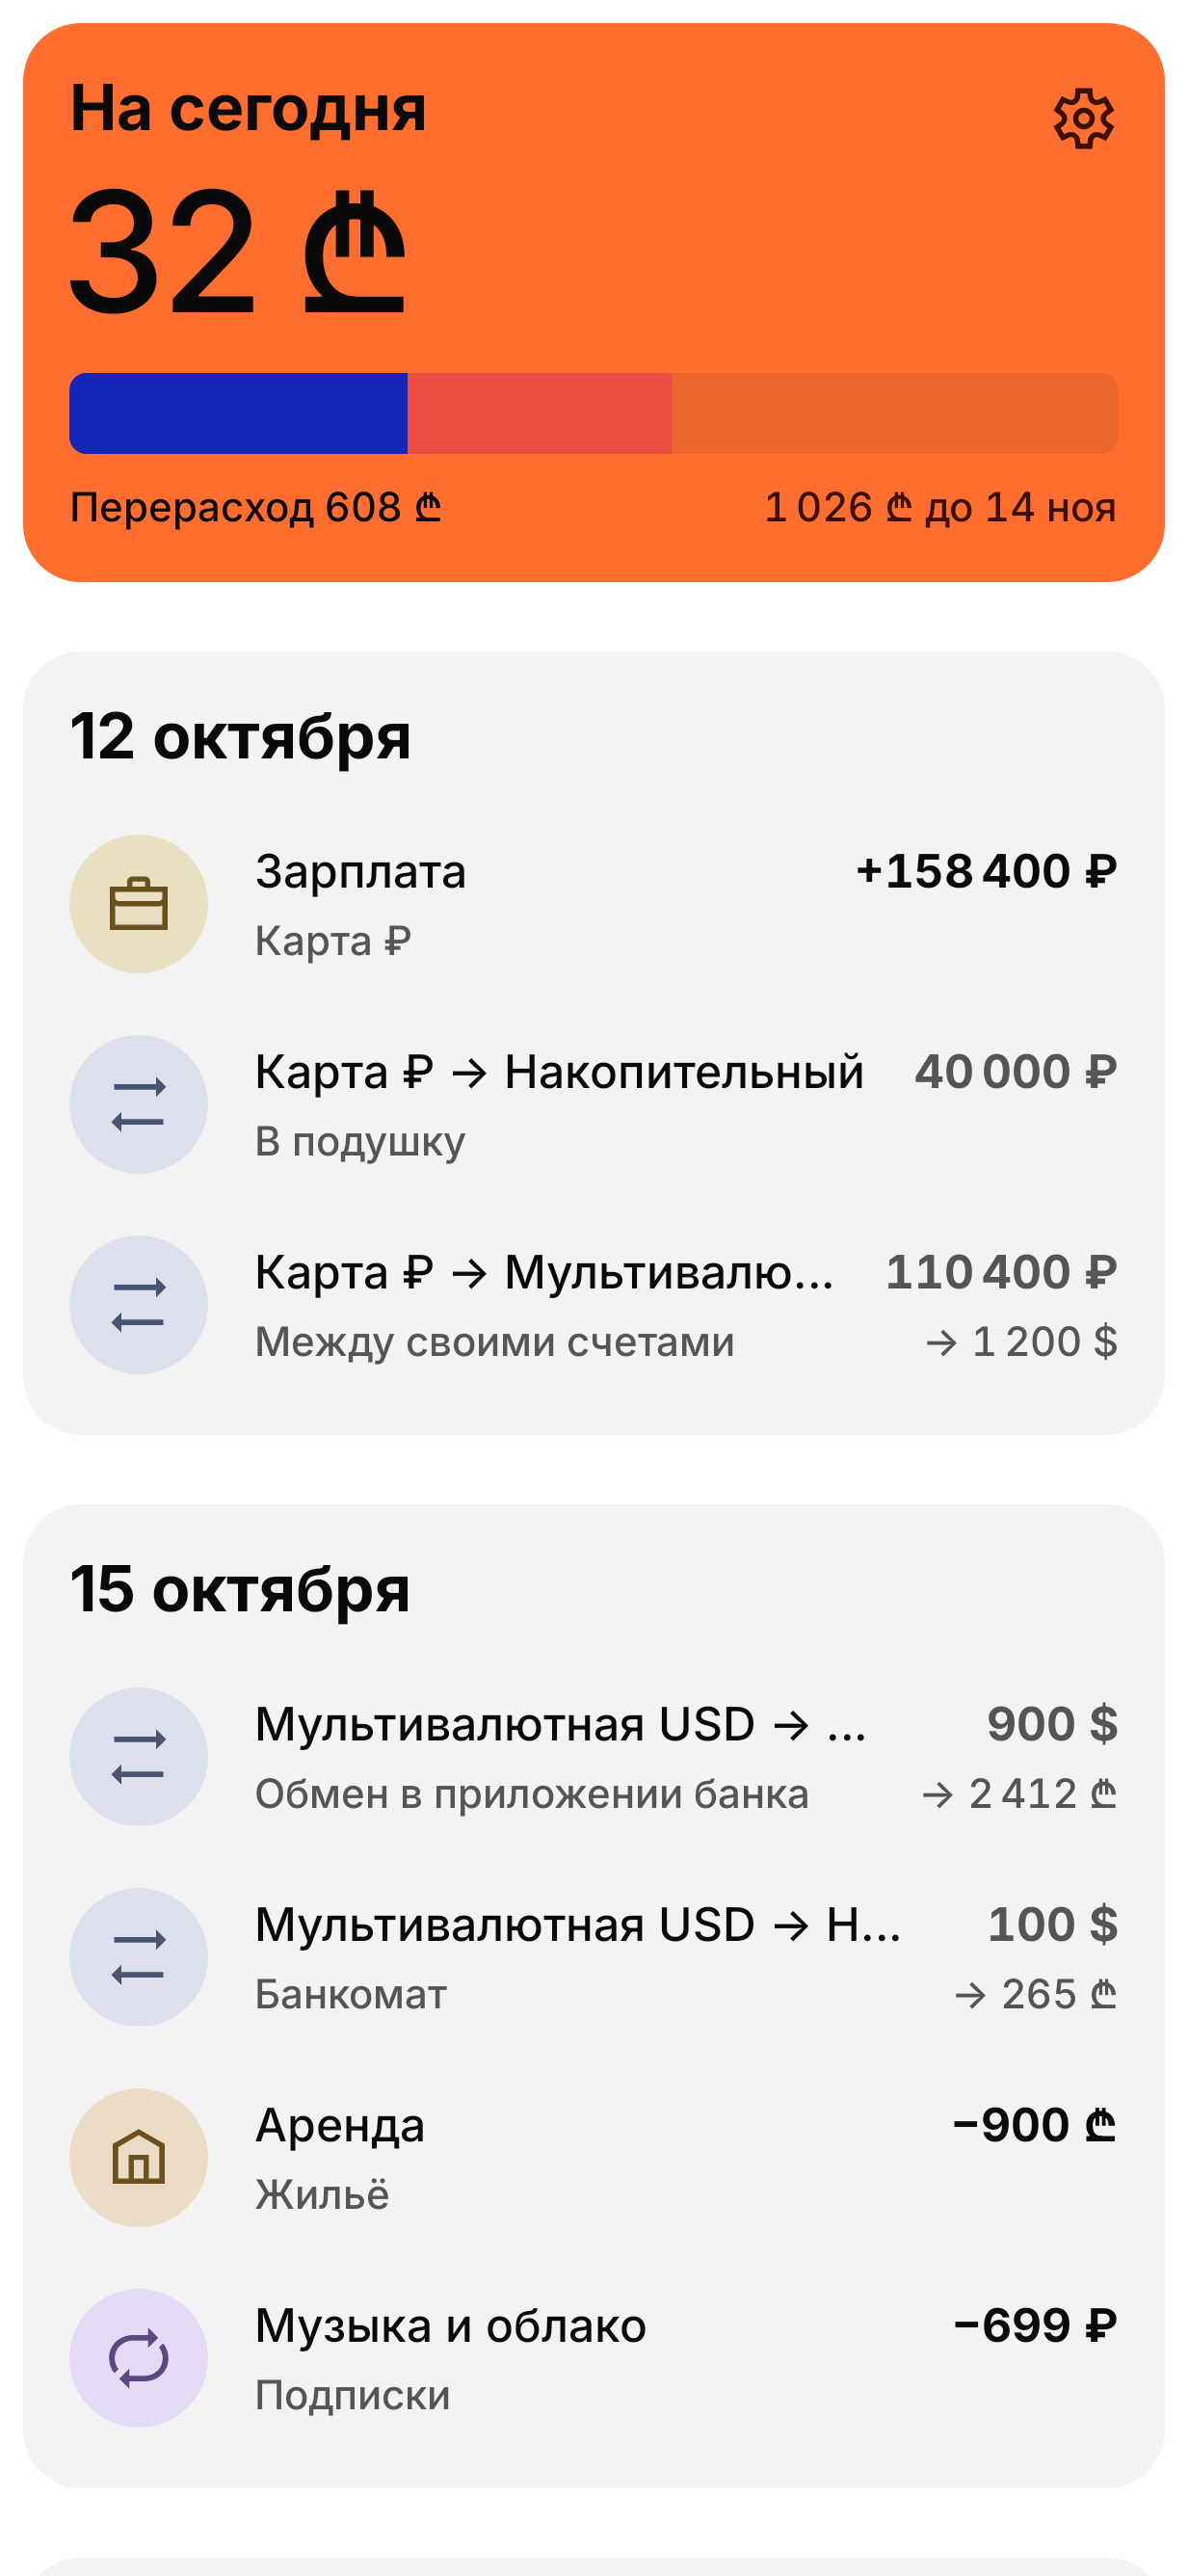 На сегодня
32 ₾
Перерасход 608 ₾
1 026 ₾ до 14 ноя
12 октября
Зарплата
+158 400 ₽
Карта ₽
Карта ₽ → Накопительный
40 000 ₽
В подушку
Карта ₽ → Мультивалю...
110 400 ₽
Между своими счетами
→ 1 200 $
15 октября
Мультивалютная USD → ...
900 $
Обмен в приложении банка
→ 2 412 ₾
Мультивалютная USD → Н...
100 $
Банкомат
→ 265 ₾
Аренда
−900 ₾
Жильё
Музыка и облако
−699 ₽
Подписки